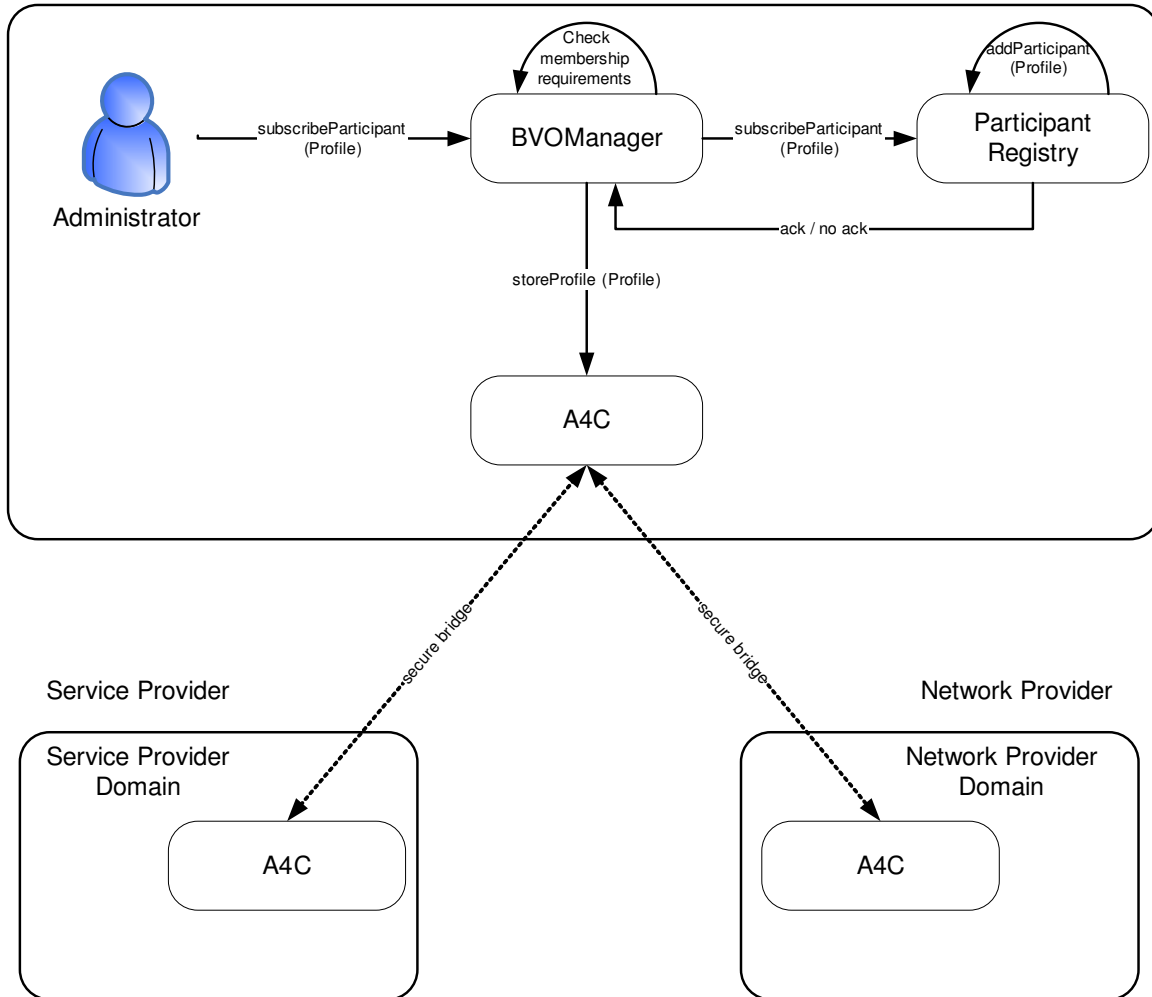 Check
membership
requirements
addParticipant
(Profile)
subscribeParticipant
(Profile)
BVOManager
subscribeParticipant
(Profile)
Participant
Registry
Administrator
ack / no ack
storeProfile (Profile)
A4C
secure bridge
secure bridge
Service Provider
Network Provider
Service Provider
Domain
Network Provider
Domain
A4C
A4C